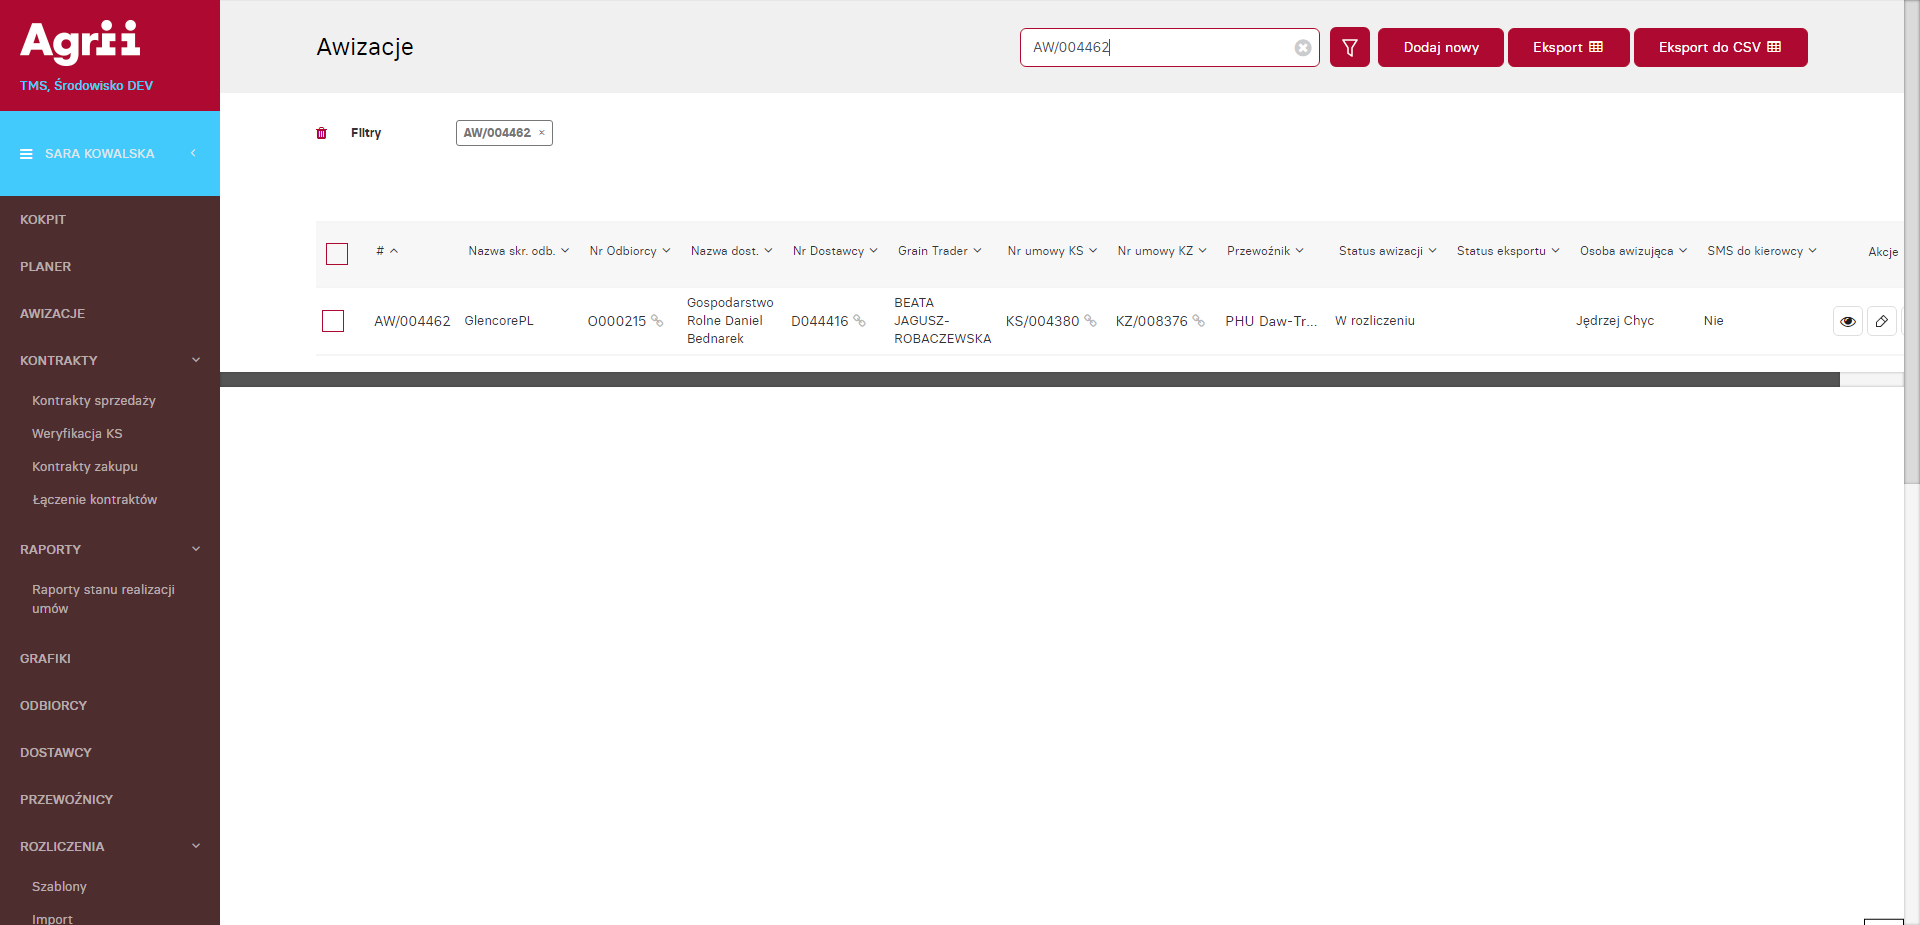 Agrii
TMS, Środowisko DEV
SARA KOWALSKA
KOKPIT
PLANER
AWIZACJE
KONTRAKTY
Kontrakty sprzedaży
Weryfikacja KS
Kontrakty zakupu
Łączenie kontraktów
RAPORTY
Raporty stanu realizacji
umów
GRAFIKI
ODBIORCY
DOSTAWCY
PRZEWOŹNICY
ROZLICZENIA
Szablony
Import
Awizacje
AW/004462
Dodaj nowy
Eksport
Eksport do CSV
Filtry
AW/004462 ×
# Nazwa skr. odb. Nr Odbiorcy Nazwa dost. Nr Dostawcy Grain Trader Nr umowy KS Nr umowy KZ Przewoźnik Status awizacji Status eksportu Osoba awizująca SMS do kierowcy Akcje
AW/004462 GlencorePL O000215 Gospodarstwo Rolne Daniel Bednarek D044416 BEATA JAGUSZ-ROBACZEWSKA KS/004380 KZ/008376 PHU Daw-Tr... W rozliczeniu Jędrzej Chyc Nie